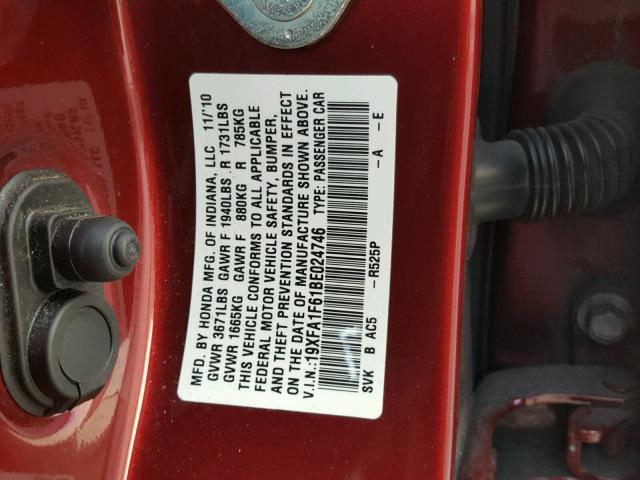 MFD. BY HONDA MFG. OF INDIANA, LLC 11/'10
GVWR 3671LBS GAWR F 1940LBS R 1731LBS
GVWR 1665KG GAWR F 880KG R 785KG
THIS VEHICLE CONFORMS TO ALL APPLICABLE
FEDERAL MOTOR VEHICLE SAFETY, BUMPER,
AND THEFT PREVENTION STANDARDS IN EFFECT
ON THE DATE OF MANUFACTURE SHOWN ABOVE.
V.I.N.:19XFA1F61BE024746 TYPE: PASSENGER CAR
SVK B AC5 -R525P -A -E